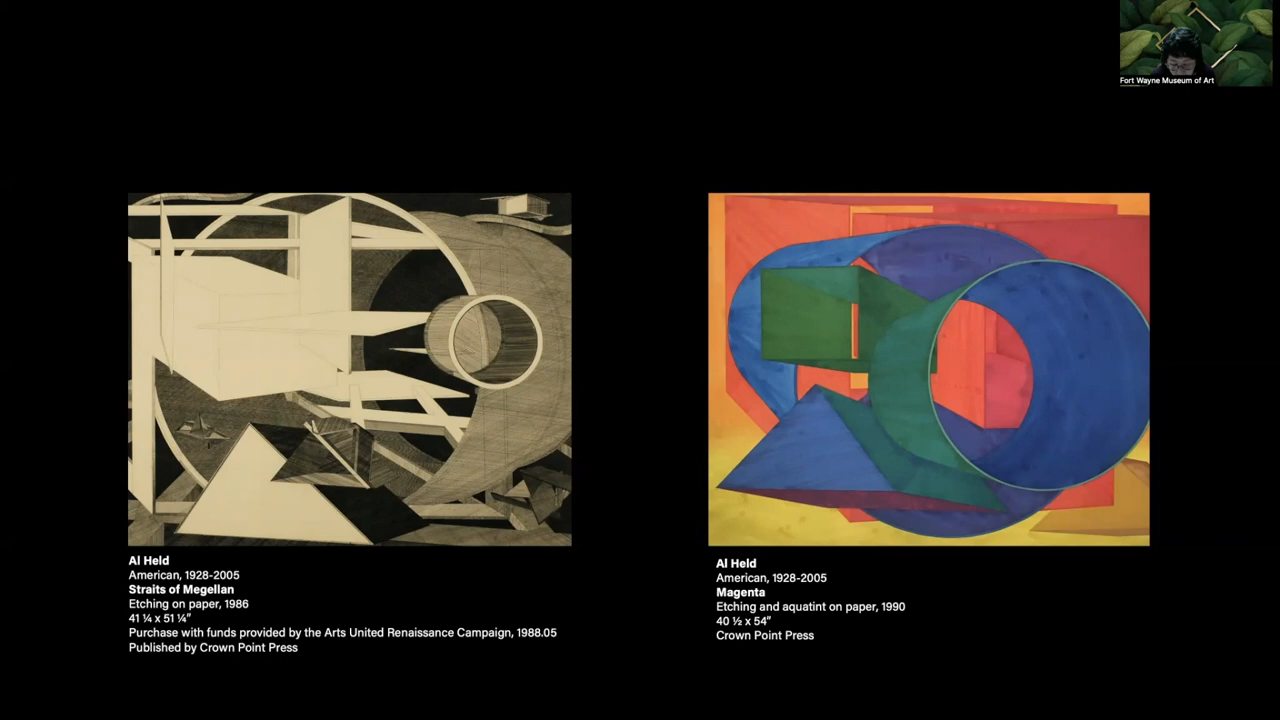 Fort Wayne Museum of Art
Al Held
American, 1928-2005
Straits of Megellan
Etching on paper, 1986
41 ¼ x 51 ¼”
Purchase with funds provided by the Arts United Renaissance Campaign, 1988.05
Published by Crown Point Press
Al Held
American, 1928-2005
Magenta
Etching and aquatint on paper, 1990
40 ½ x 54”
Crown Point Press